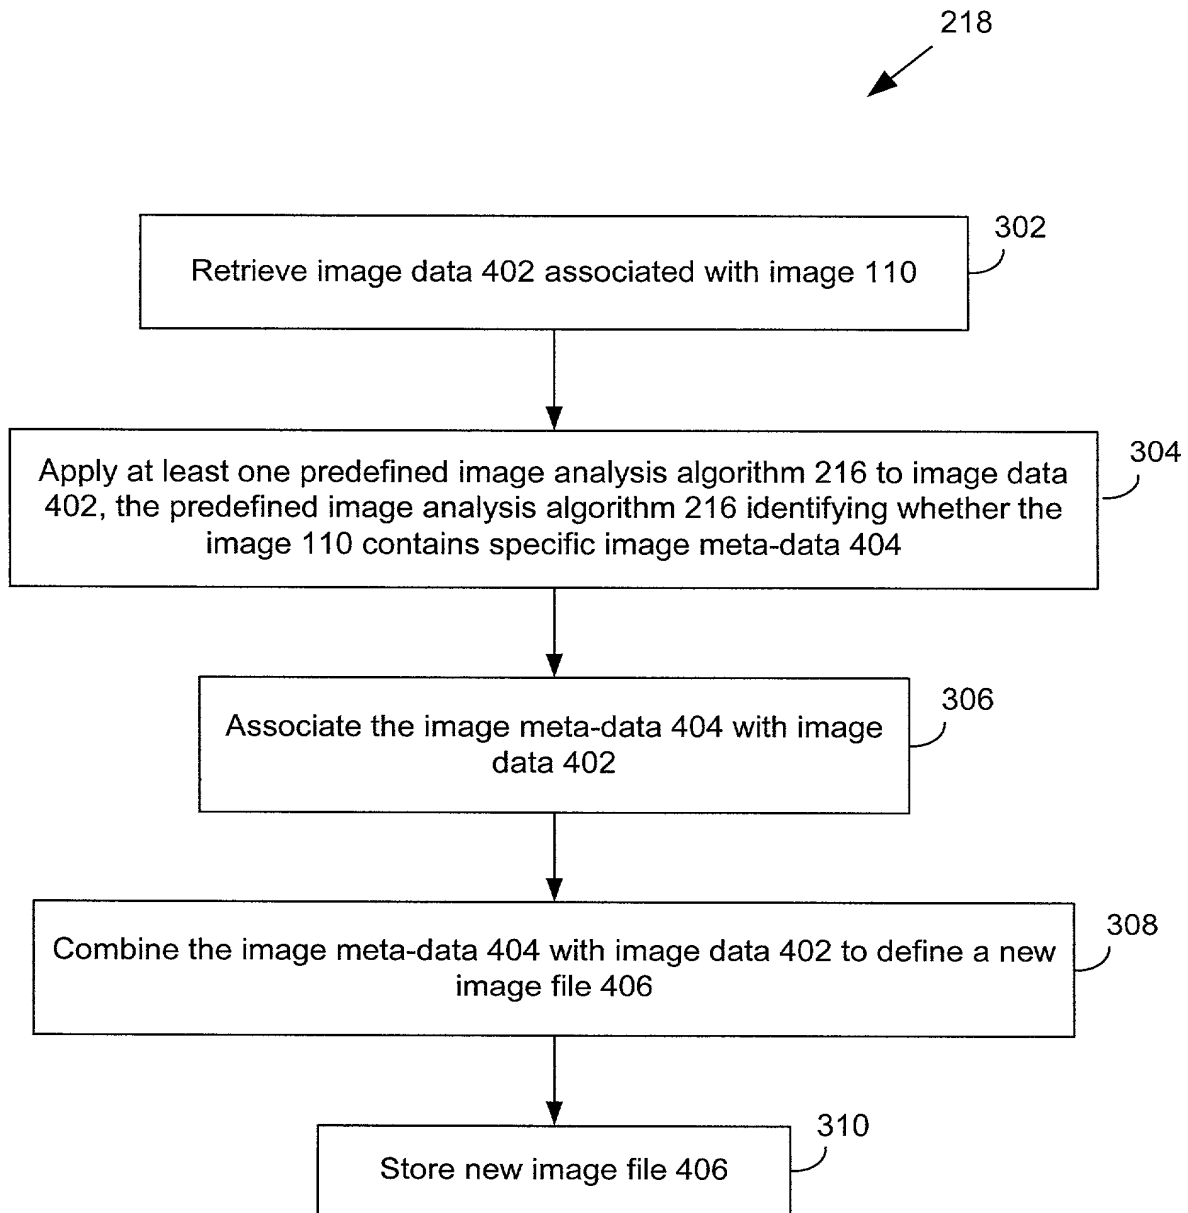 218
302
Retrieve image data 402 associated with image 110
304
Apply at least one predefined image analysis algorithm 216 to image data
402, the predefined image analysis algorithm 216 identifying whether the
image 110 contains specific image meta-data 404
306
Associate the image meta-data 404 with image
data 402
308
Combine the image meta-data 404 with image data 402 to define a new
image file 406
310
Store new image file 406